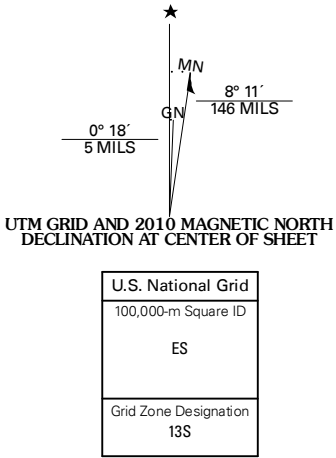 ★
MN
8° 11´
146 MILS
GN
0° 18´
5 MILS
UTM GRID AND 2010 MAGNETIC NORTH
DECLINATION AT CENTER OF SHEET
U.S. National Grid
100,000-m Square ID
ES
Grid Zone Designation
13S